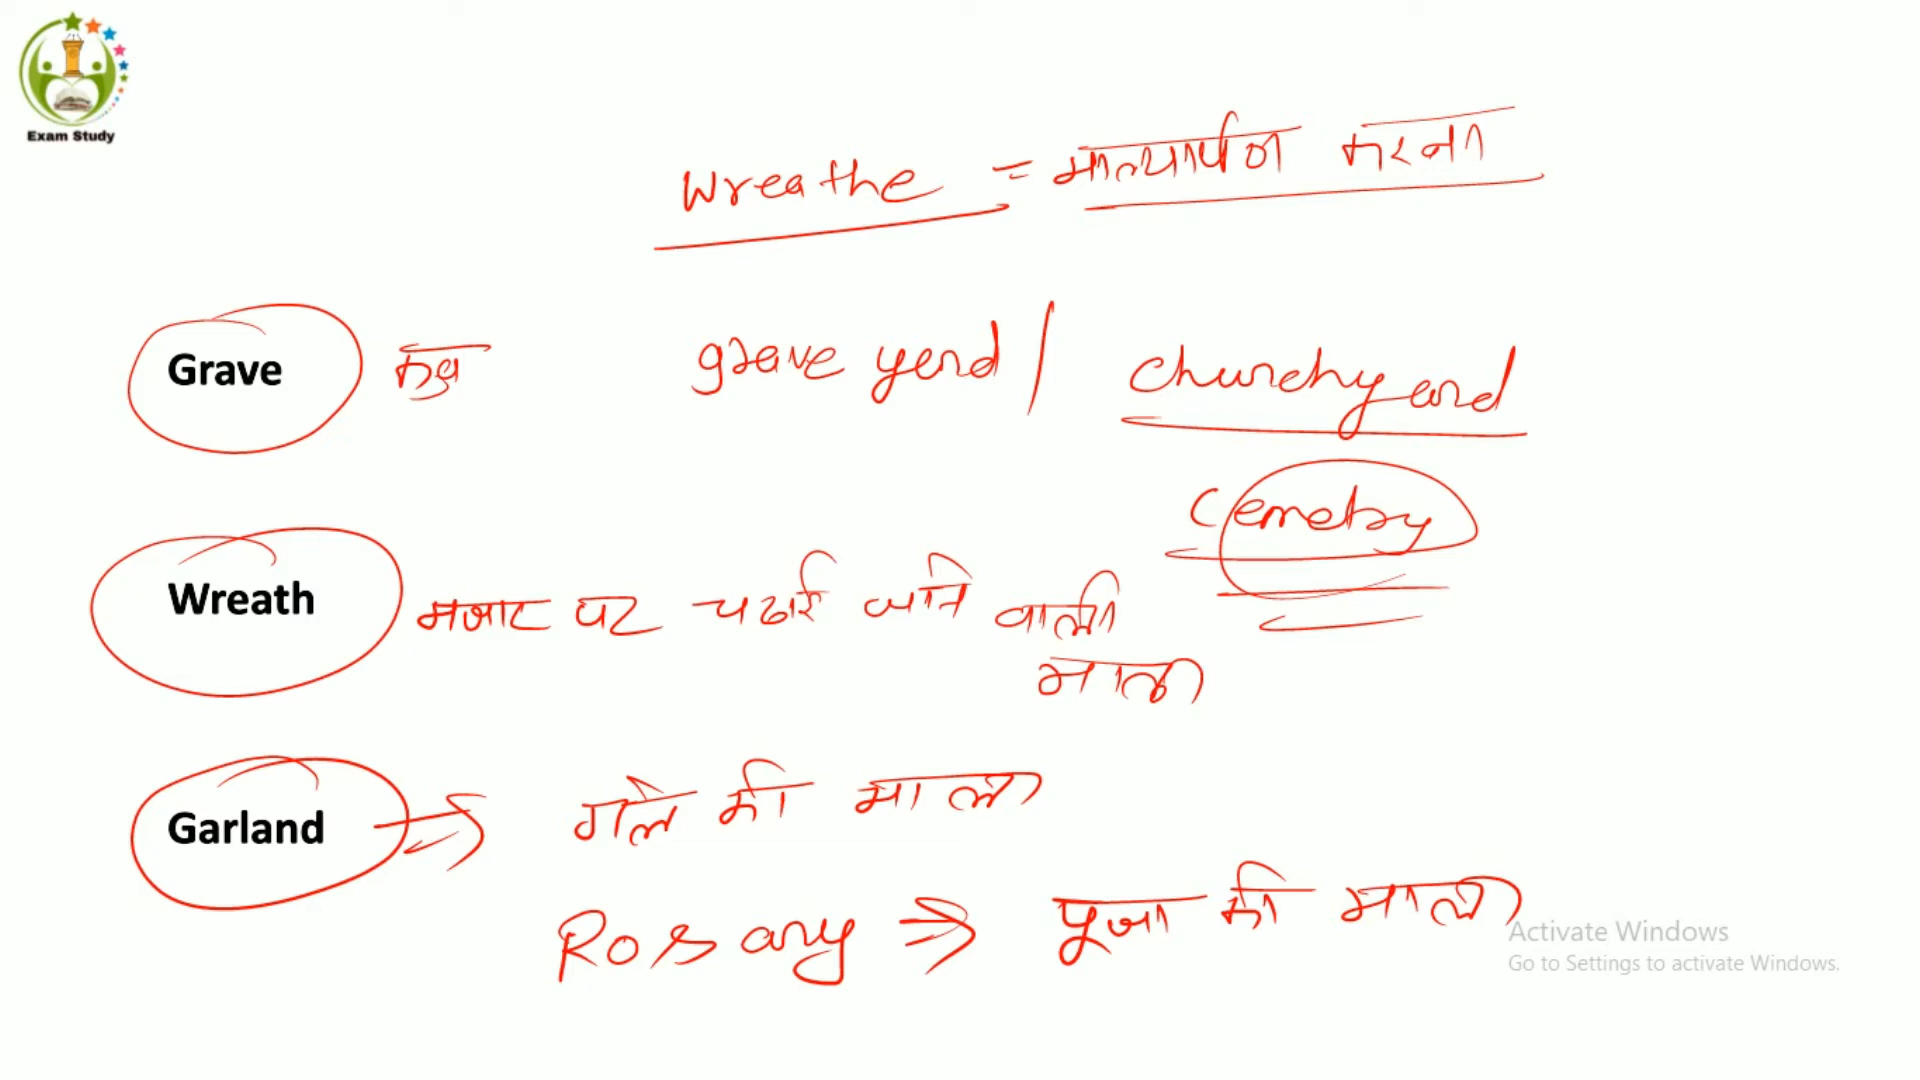 Exam Study
Wreathe = माल्यार्पण करना
Grave कब्र grave yard / Churchyard
Cemetry
Wreath मजार पर चढाई जाने वाली
माला
Garland → गले की माला
Rosary → पूजा की माला
Activate Windows
Go to Settings to activate Windows.